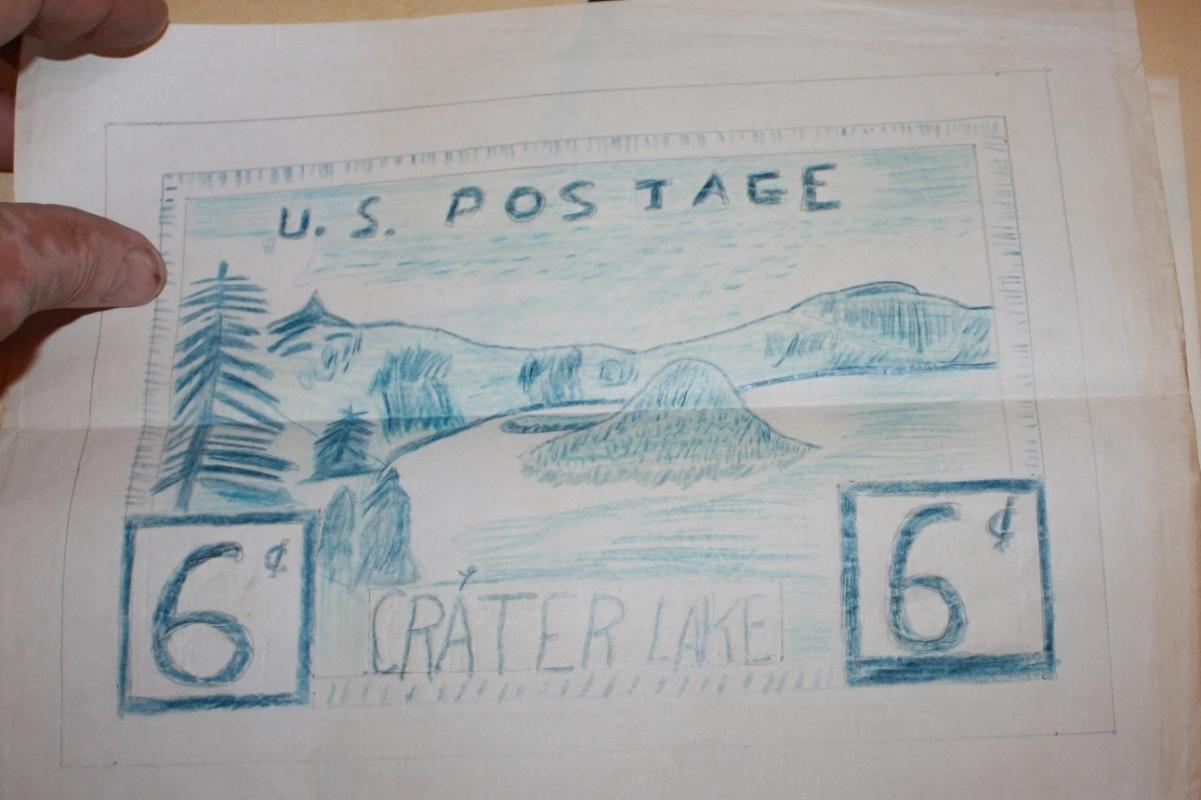 U.S. POSTAGE
6¢
6¢
CRATER LAKE